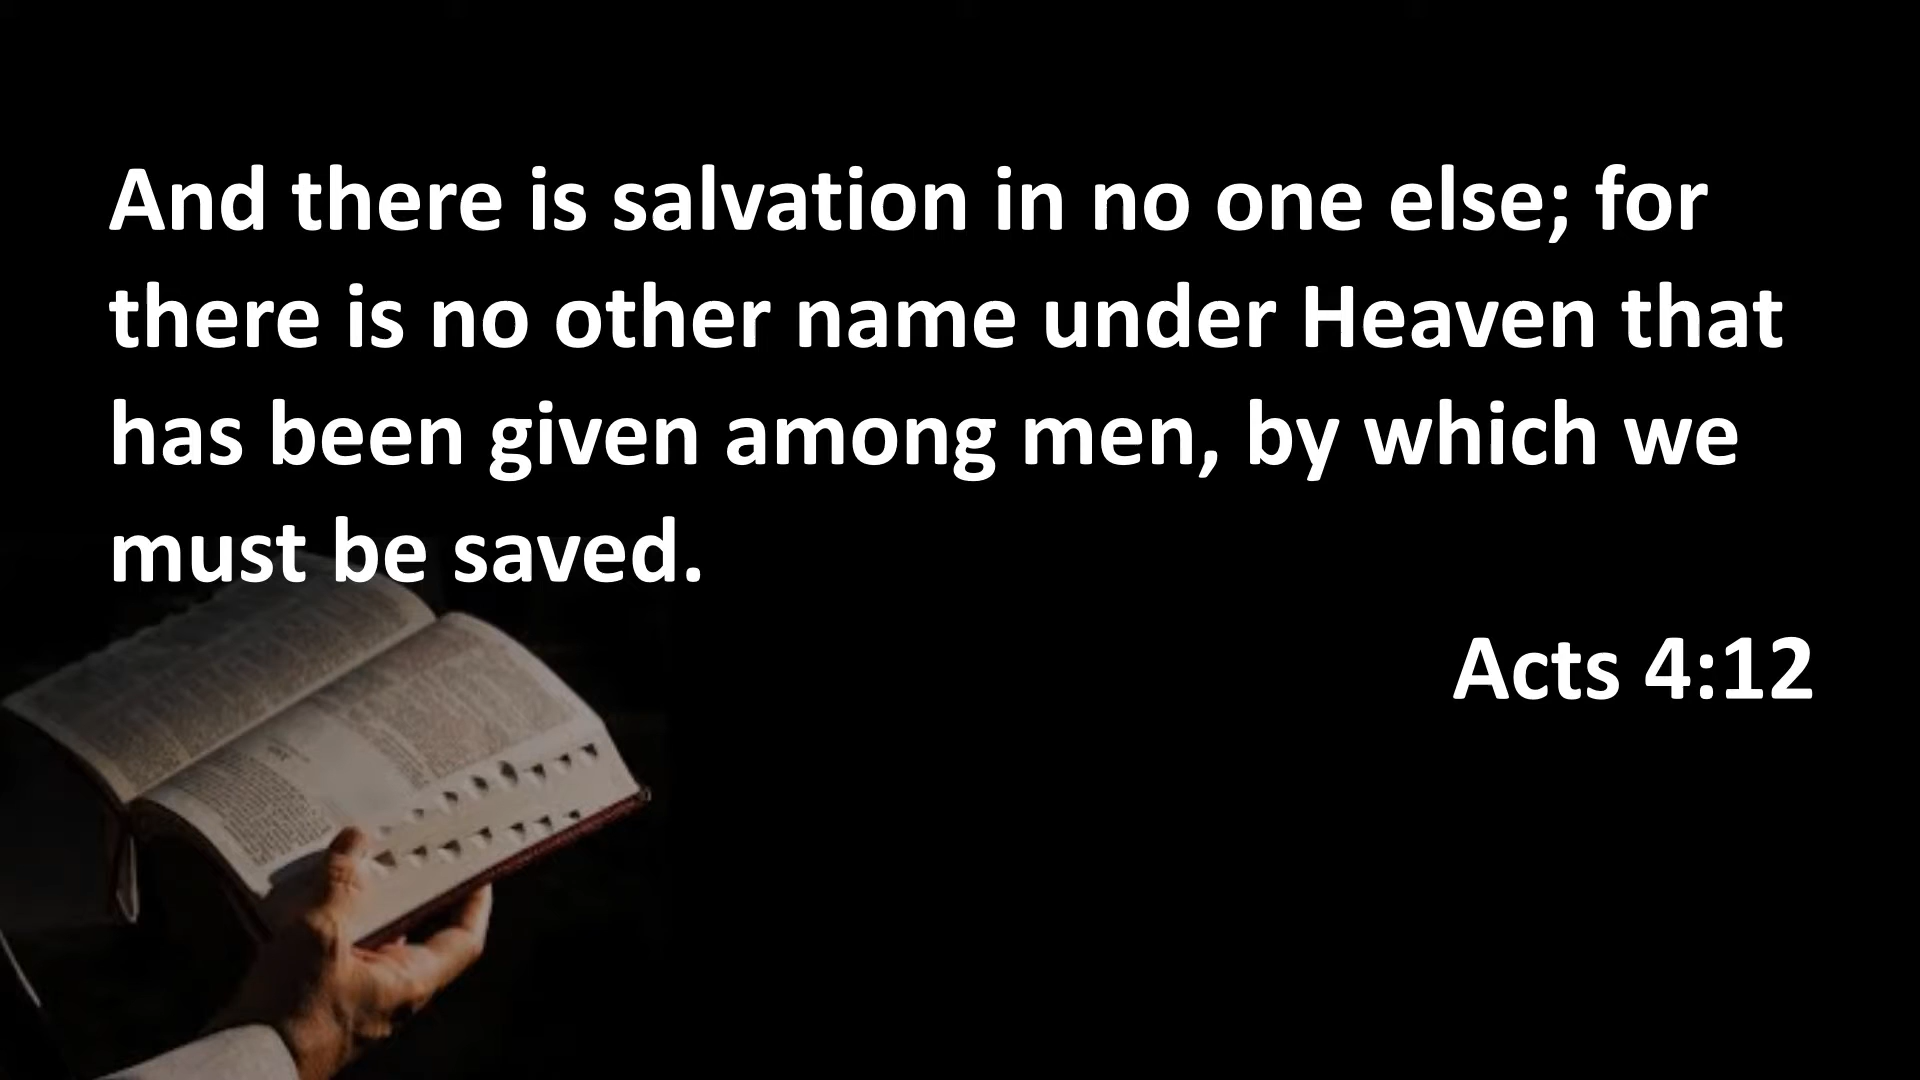 And there is salvation in no one else; for
there is no other name under Heaven that
has been given among men, by which we
must be saved.
Acts 4:12